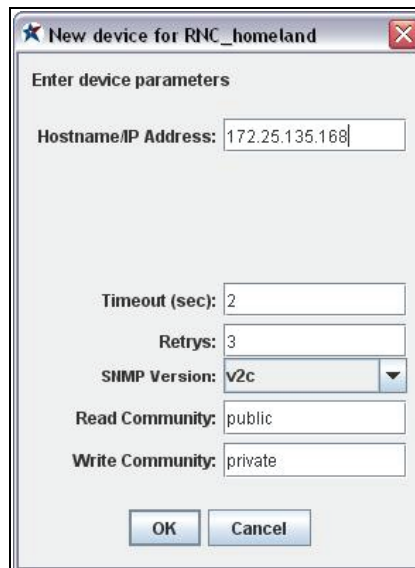 New device for RNC_homeland
Enter device parameters
Hostname/IP Address: 172.25.135.168
Timeout (sec): 2
Retrys: 3
SNMP Version: v2c
Read Community: public
Write Community: private
OK Cancel